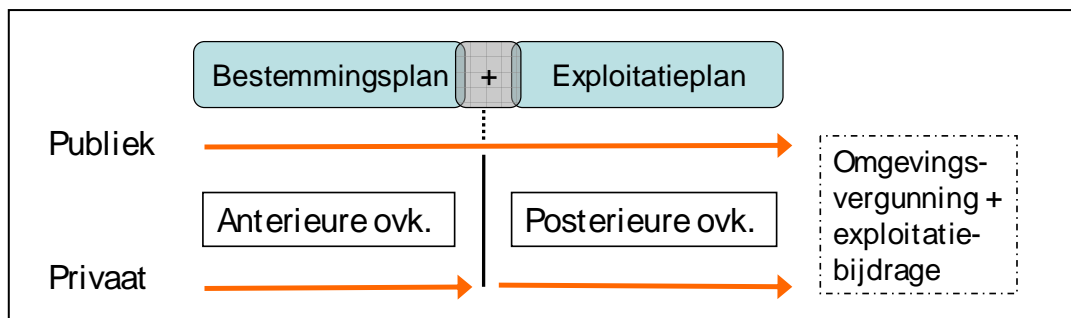 Bestemmingsplan + Exploitatieplan
Publiek
Anterieure ovk. Posterieure ovk.
Privaat
Omgevings-
vergunning +
exploitatie-
bijdrage